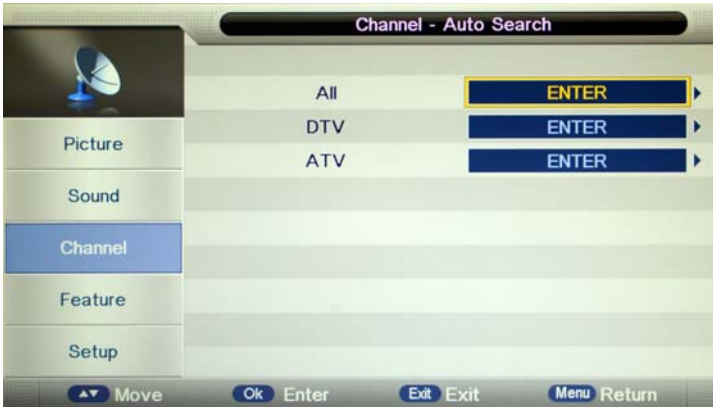 Channel - Auto Search
All ENTER
DTV ENTER
ATV ENTER
Picture
Sound
Channel
Feature
Setup
Move Ok Enter Exit Exit Menu Return